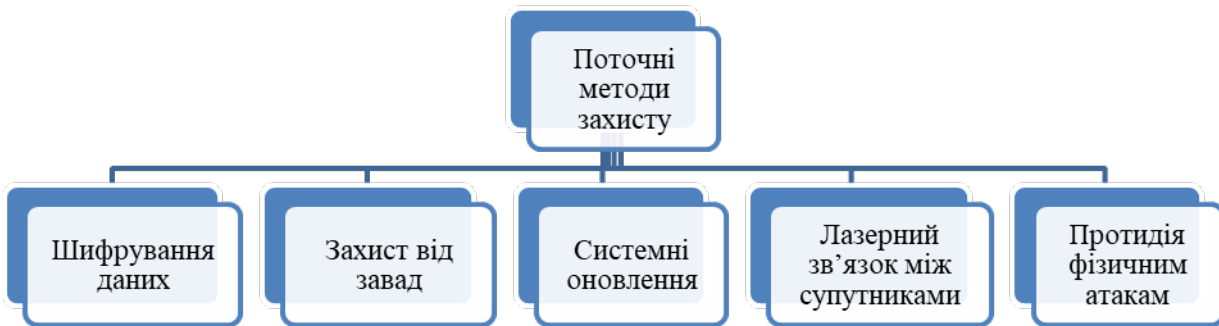 Поточні
методи
захисту
Шифрування
даних
Захист від
завад
Системні
оновлення
Лазерний
зв’язок між
супутниками
Протидія
фізичним
атакам